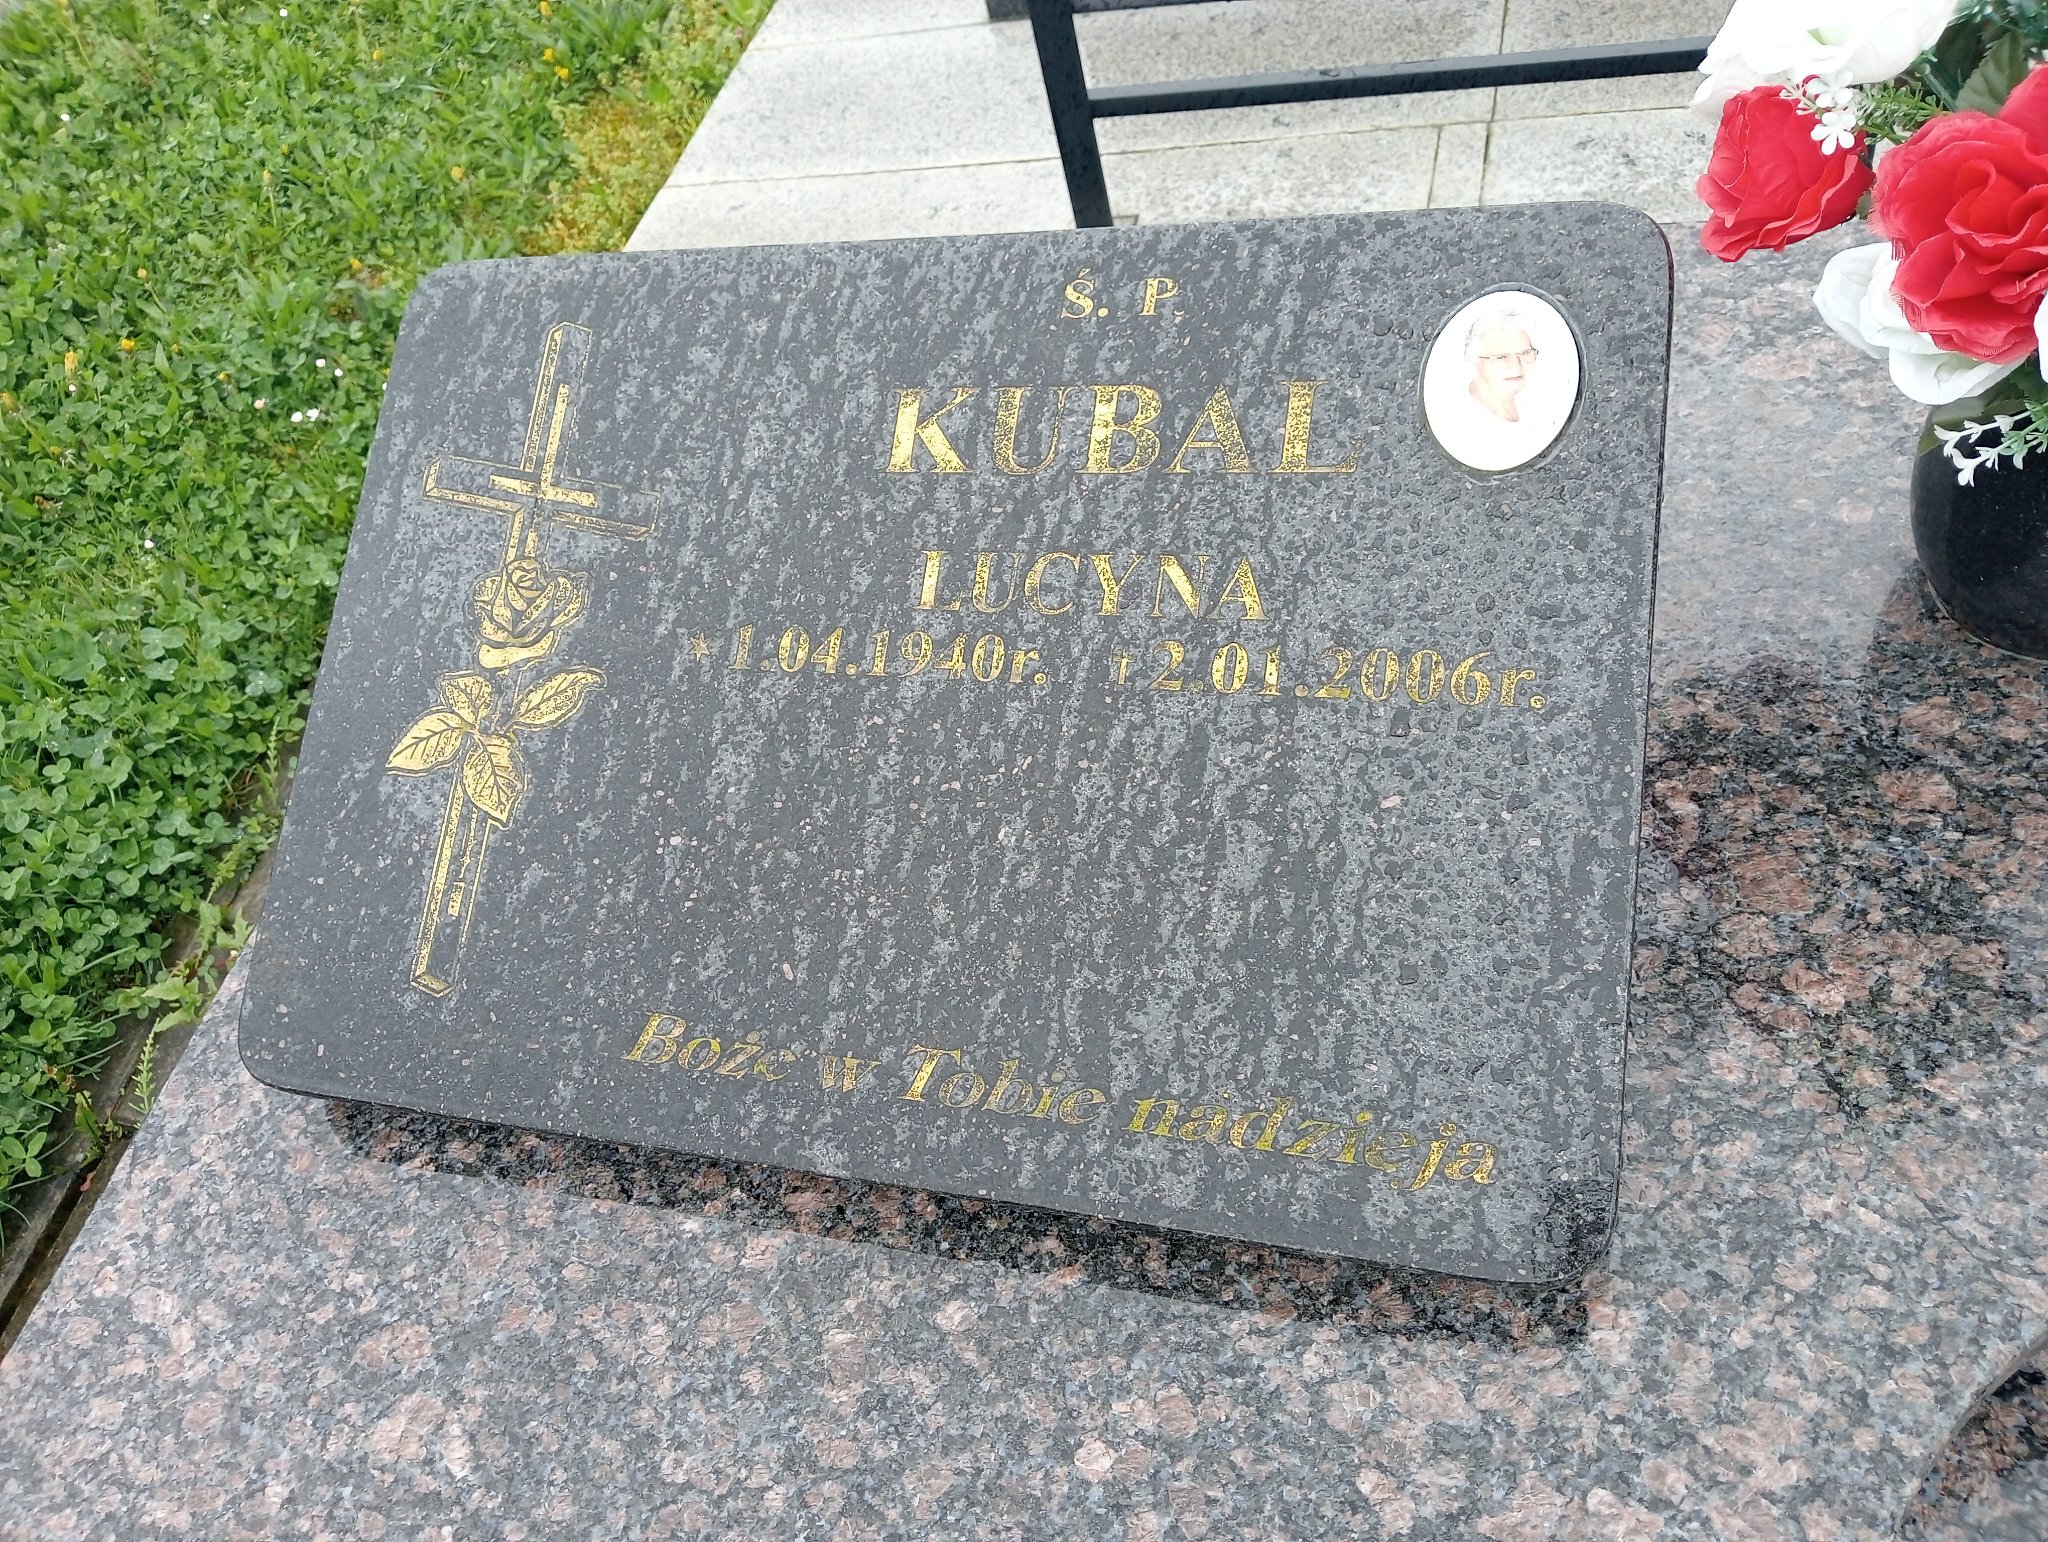 Ś. P.
KUBAL
LUCYNA
* 1.04.1940r. † 2.01.2006r.
Boże w Tobie nadzieja